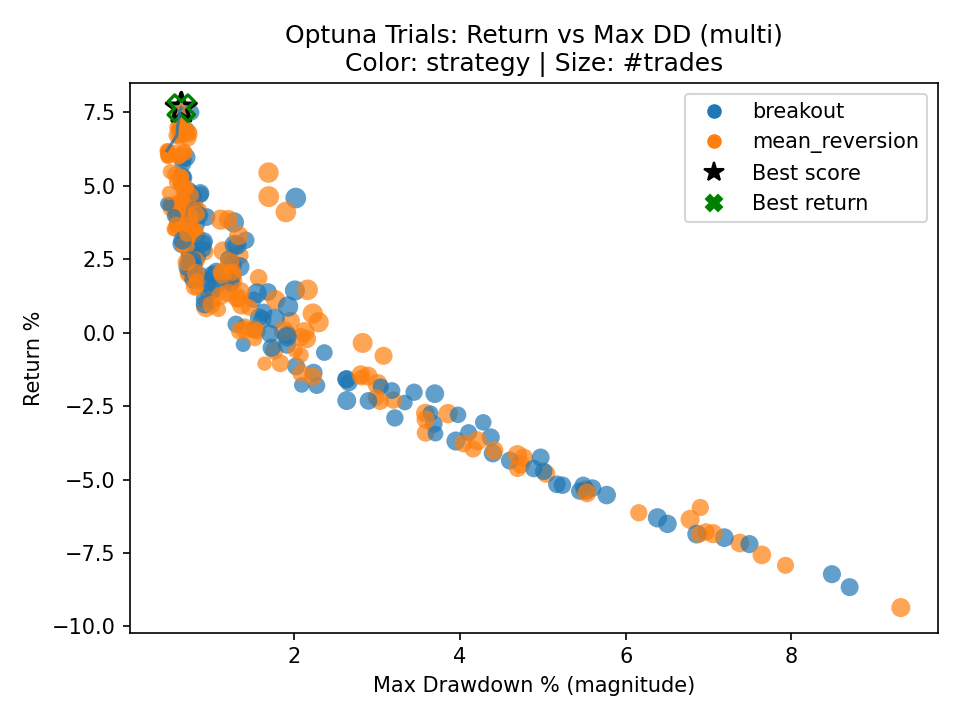 Optuna Trials: Return vs Max DD (multi)
Color: strategy | Size: #trades
breakout
mean_reversion
Best score
Best return
Return %
7.5
5.0
2.5
0.0
−2.5
−5.0
−7.5
−10.0
2
4
6
8
Max Drawdown % (magnitude)